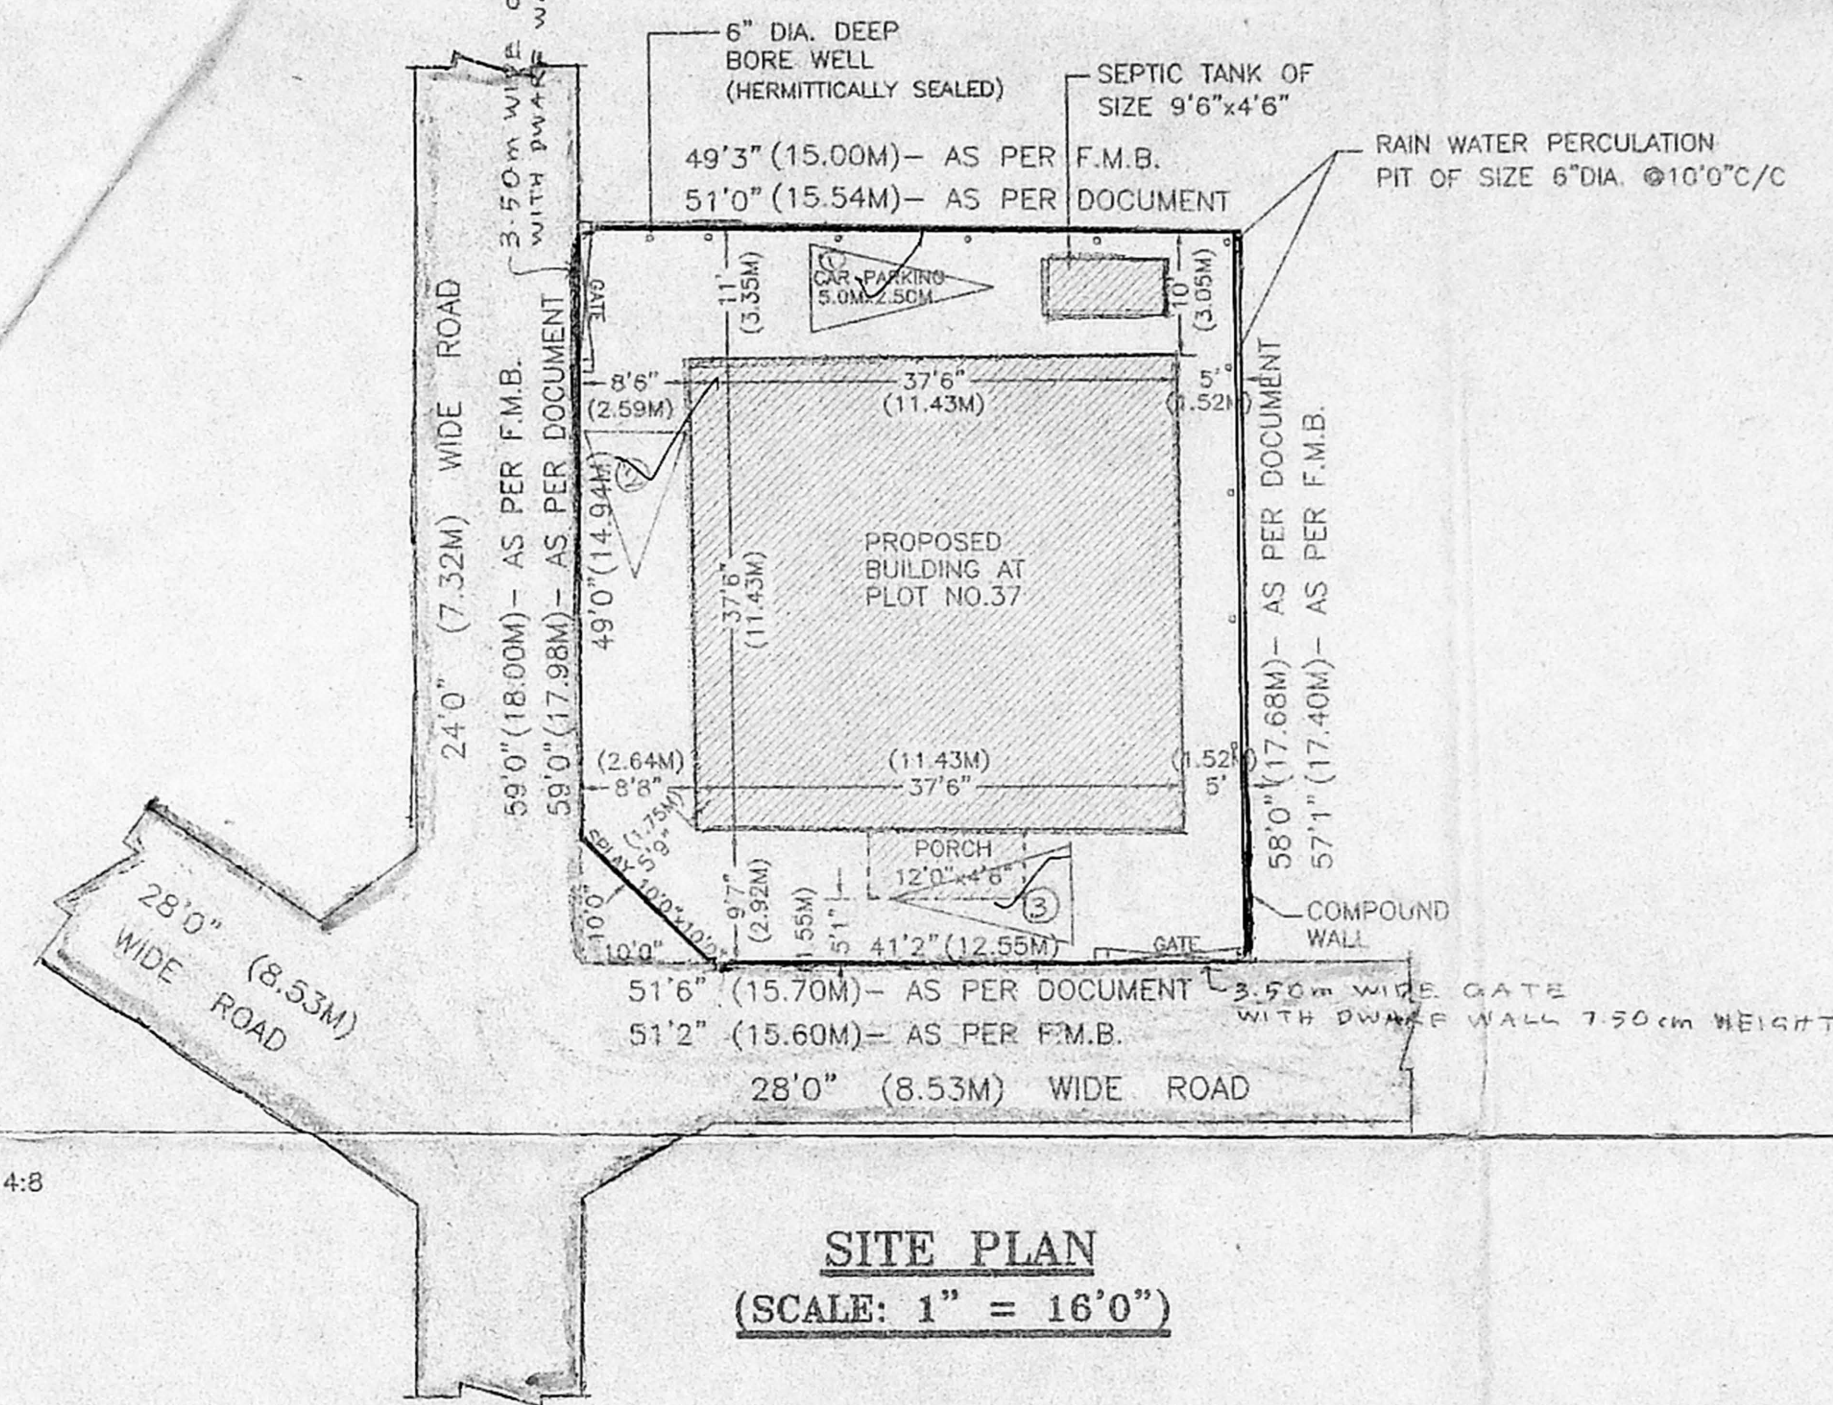 6" DIA. DEEP
BORE WELL
(HERMITTICALLY SEALED)
SEPTIC TANK OF
SIZE 9'6"x4'6"
RAIN WATER PERCULATION
PIT OF SIZE 6"DIA. @10'0"C/C
49'3" (15.00M)– AS PER F.M.B.
51'0" (15.54M)– AS PER DOCUMENT
3.50m WIDE
WITH DWARF
GATE
11'
(3.35M)
CAR PARKING
5.0Mx2.50M
10'
(3.05M)
24'0" (7.32M) WIDE ROAD
59'0"(18.00M)– AS PER F.M.B.
59'0"(17.98M)– AS PER DOCUMENT
49'0"(14.94M)
8'6"
(2.59M)
37'6"
(11.43M)
5'
(1.52M)
2
37'6"
(11.43M)
PROPOSED
BUILDING AT
PLOT NO.37
58'0"(17.68M)– AS PER DOCUMENT
57'1"(17.40M)– AS PER F.M.B.
(2.64M)
8'8"
(11.43M)
37'6"
(1.52M)
5'
(1.75M)
5'9"
SPLAY 10'0"x10'0"
10'0"
10'0"
9'7"
(2.92M)
(1.55M)
5'1"
PORCH
12'0"x4'6"
3
41'2" (12.55M)
GATE
COMPOUND
WALL
51'6" (15.70M)– AS PER DOCUMENT
51'2" (15.60M)– AS PER F.M.B.
3.50m WIDE GATE
WITH DWARF WALL 7.50cm HEIGHT
28'0" (8.53M)
WIDE ROAD
28'0" (8.53M) WIDE ROAD
4:8
SITE PLAN
(SCALE: 1" = 16'0")